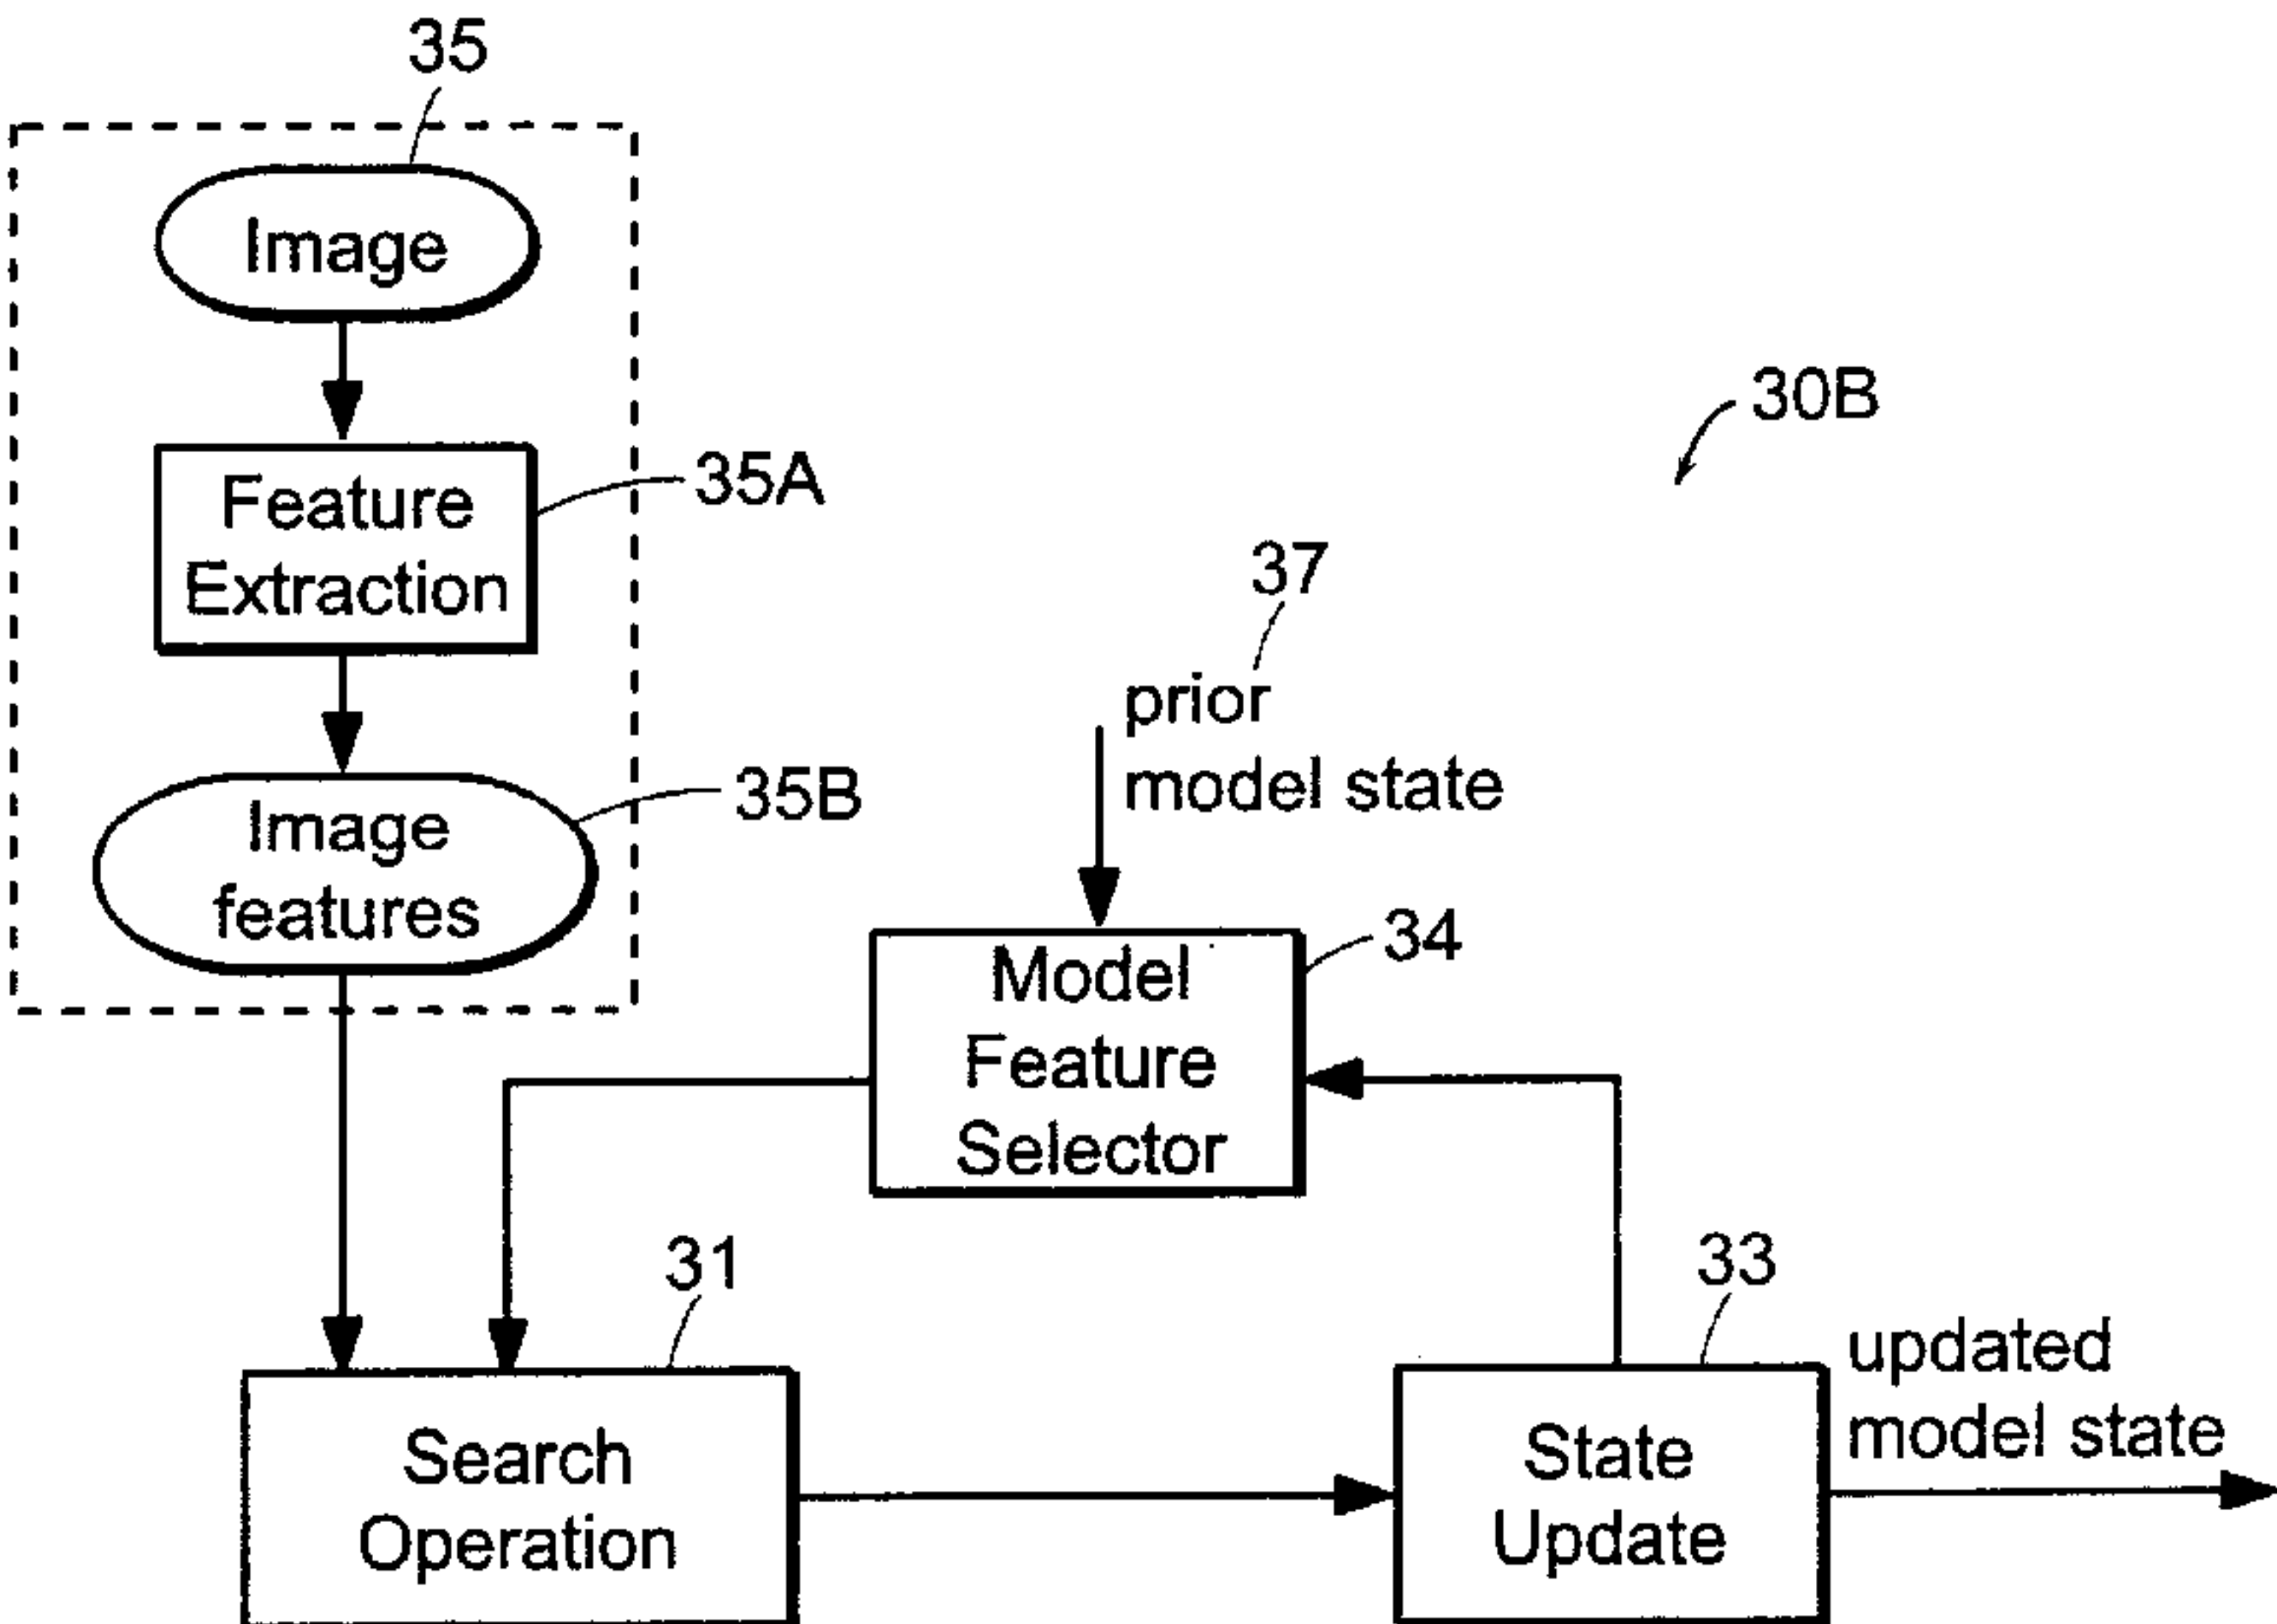 35
Image
Feature
Extraction
35A
30B
37
prior
model state
Image
features
35B
Model
Feature
Selector
34
31
Search
Operation
33
State
Update
updated
model state